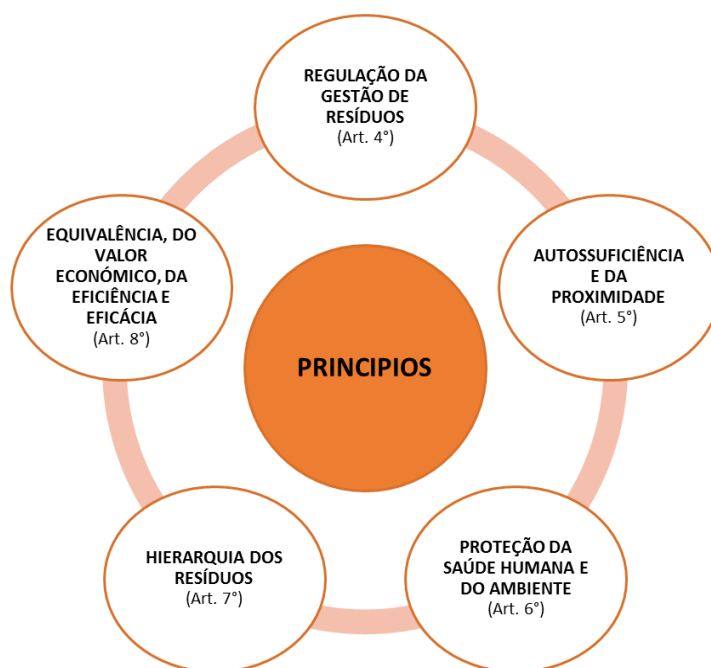 REGULAÇÃO DA
GESTÃO DE
RESÍDUOS
(Art. 4°)
AUTOSSUFICIÊNCIA
E DA
PROXIMIDADE
(Art. 5°)
PROTEÇÃO DA
SAÚDE HUMANA E
DO AMBIENTE
(Art. 6°)
HIERARQUIA DOS
RESÍDUOS
(Art. 7°)
EQUIVALÊNCIA, DO
VALOR
ECONÓMICO, DA
EFICIÊNCIA E
EFICÁCIA
(Art. 8°)
PRINCIPIOS